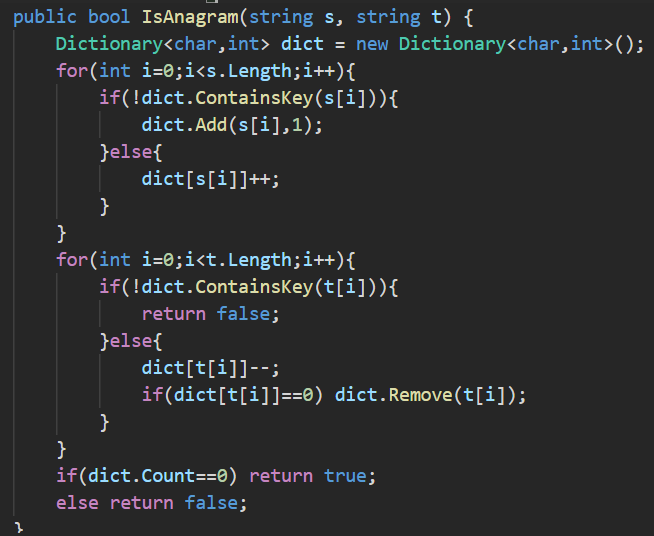 public bool IsAnagram(string s, string t) {
    Dictionary<char,int> dict = new Dictionary<char,int>();
    for(int i=0;i<s.Length;i++){
        if(!dict.ContainsKey(s[i])){
            dict.Add(s[i],1);
        }else{
            dict[s[i]]++;
        }
    }
    for(int i=0;i<t.Length;i++){
        if(!dict.ContainsKey(t[i])){
            return false;
        }else{
            dict[t[i]]--;
            if(dict[t[i]]==0) dict.Remove(t[i]);
        }
    }
    if(dict.Count==0) return true;
    else return false;
}